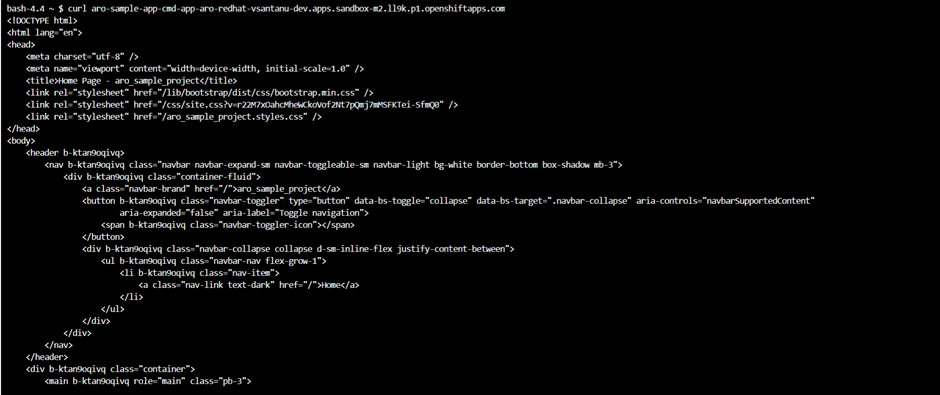 bash-4.4 ~ $ curl aro-sample-app-cmd-app-aro-redhat-vsantanu-dev.apps.sandbox-m2.ll9k.p1.openshiftapps.com
<!DOCTYPE html>
<html lang="en">
<head>
    <meta charset="utf-8" />
    <meta name="viewport" content="width=device-width, initial-scale=1.0" />
    <title>Home Page - aro_sample_project</title>
    <link rel="stylesheet" href="/lib/bootstrap/dist/css/bootstrap.min.css" />
    <link rel="stylesheet" href="/css/site.css?v=r22M7xOahcMheWCkoVof2Nt7pQmj7mMSFKTei-SfmQ0" />
    <link rel="stylesheet" href="/aro_sample_project.styles.css" />
</head>
<body>
    <header b-ktan9oqivq>
        <nav b-ktan9oqivq class="navbar navbar-expand-sm navbar-toggleable-sm navbar-light bg-white border-bottom box-shadow mb-3">
            <div b-ktan9oqivq class="container-fluid">
                <a class="navbar-brand" href="/">aro_sample_project</a>
                <button b-ktan9oqivq class="navbar-toggler" type="button" data-bs-toggle="collapse" data-bs-target=".navbar-collapse" aria-controls="navbarSupportedContent"
                        aria-expanded="false" aria-label="Toggle navigation">
                    <span b-ktan9oqivq class="navbar-toggler-icon"></span>
                </button>
                <div b-ktan9oqivq class="navbar-collapse collapse d-sm-inline-flex justify-content-between">
                    <ul b-ktan9oqivq class="navbar-nav flex-grow-1">
                        <li b-ktan9oqivq class="nav-item">
                            <a class="nav-link text-dark" href="/">Home</a>
                        </li>
                    </ul>
                </div>
            </div>
        </nav>
    </header>
    <div b-ktan9oqivq class="container">
        <main b-ktan9oqivq role="main" class="pb-3">